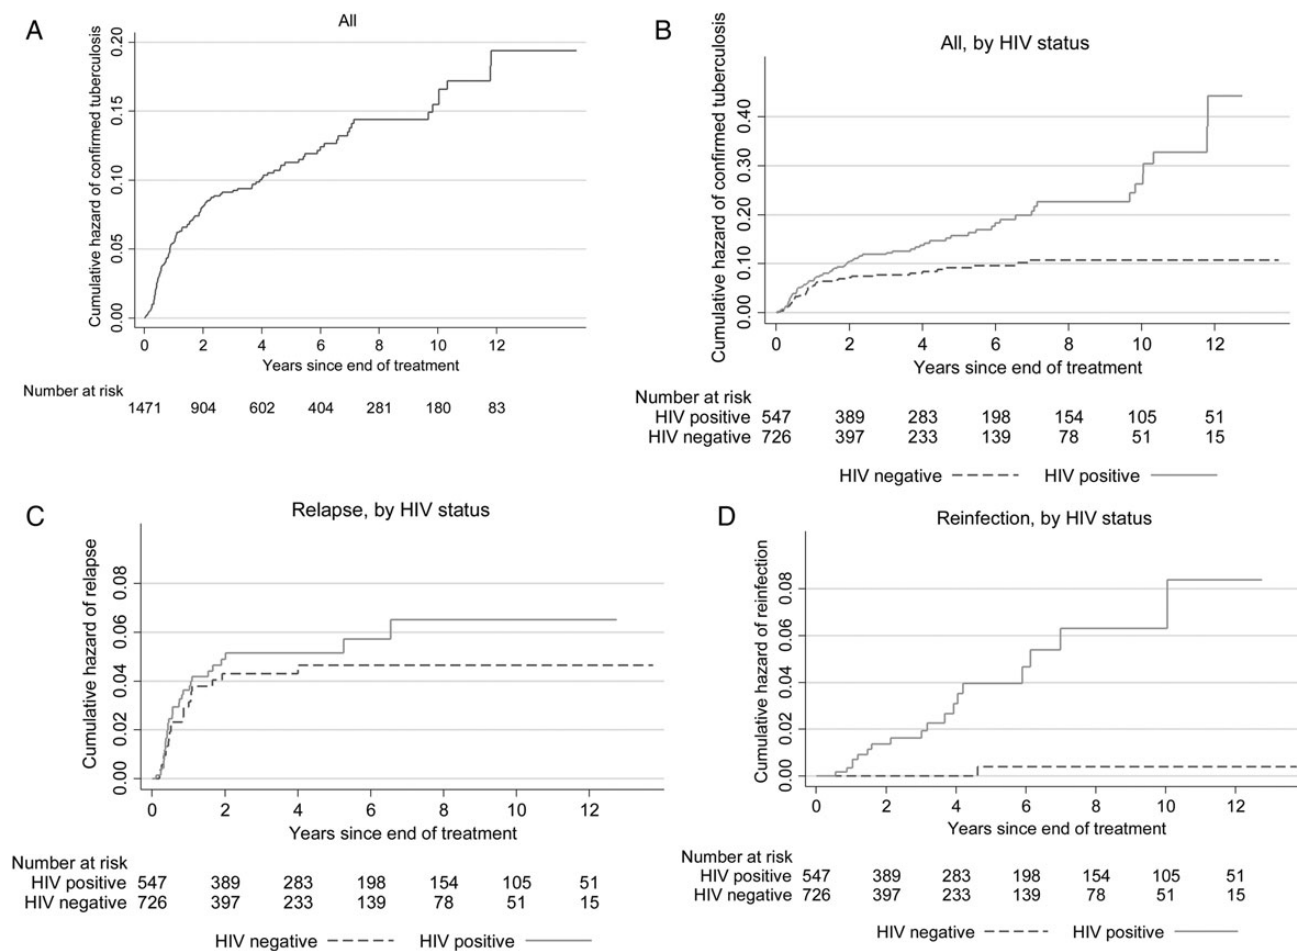 A
All
Cumulative hazard of confirmed tuberculosis
0.20
0.15
0.10
0.05
0.00
0 2 4 6 8 10 12
Years since end of treatment
Number at risk
1471 904 602 404 281 180 83
B
All, by HIV status
Cumulative hazard of confirmed tuberculosis
0.40
0.30
0.20
0.10
0.00
0 2 4 6 8 10 12
Years since end of treatment
Number at risk
HIV positive 547 389 283 198 154 105 51
HIV negative 726 397 233 139 78 51 15
HIV negative HIV positive
C
Relapse, by HIV status
Cumulative hazard of relapse
0.08
0.06
0.04
0.02
0.00
0 2 4 6 8 10 12
Years since end of treatment
Number at risk
HIV positive 547 389 283 198 154 105 51
HIV negative 726 397 233 139 78 51 15
HIV negative HIV positive
D
Reinfection, by HIV status
Cumulative hazard of reinfection
0.08
0.06
0.04
0.02
0.00
0 2 4 6 8 10 12
Years since end of treatment
Number at risk
HIV positive 547 389 283 198 154 105 51
HIV negative 726 397 233 139 78 51 15
HIV negative HIV positive